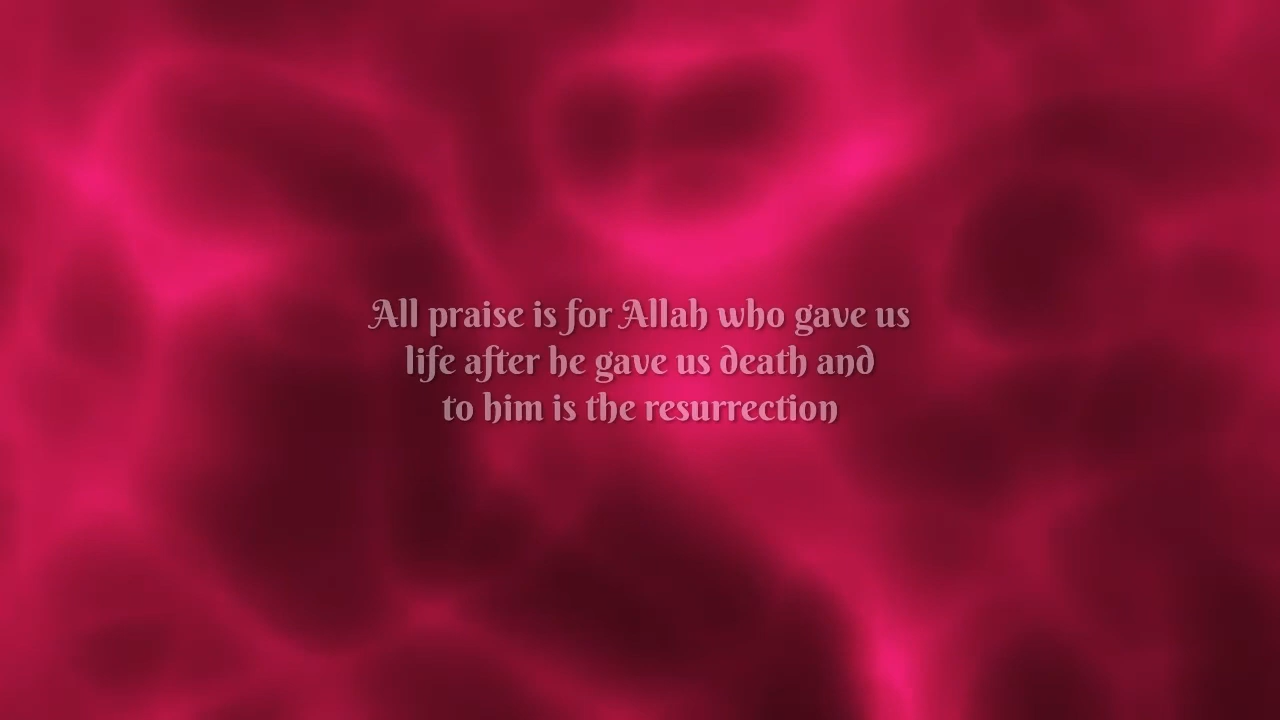 All praise is for Allah who gave us
life after he gave us death and
to him is the resurrection